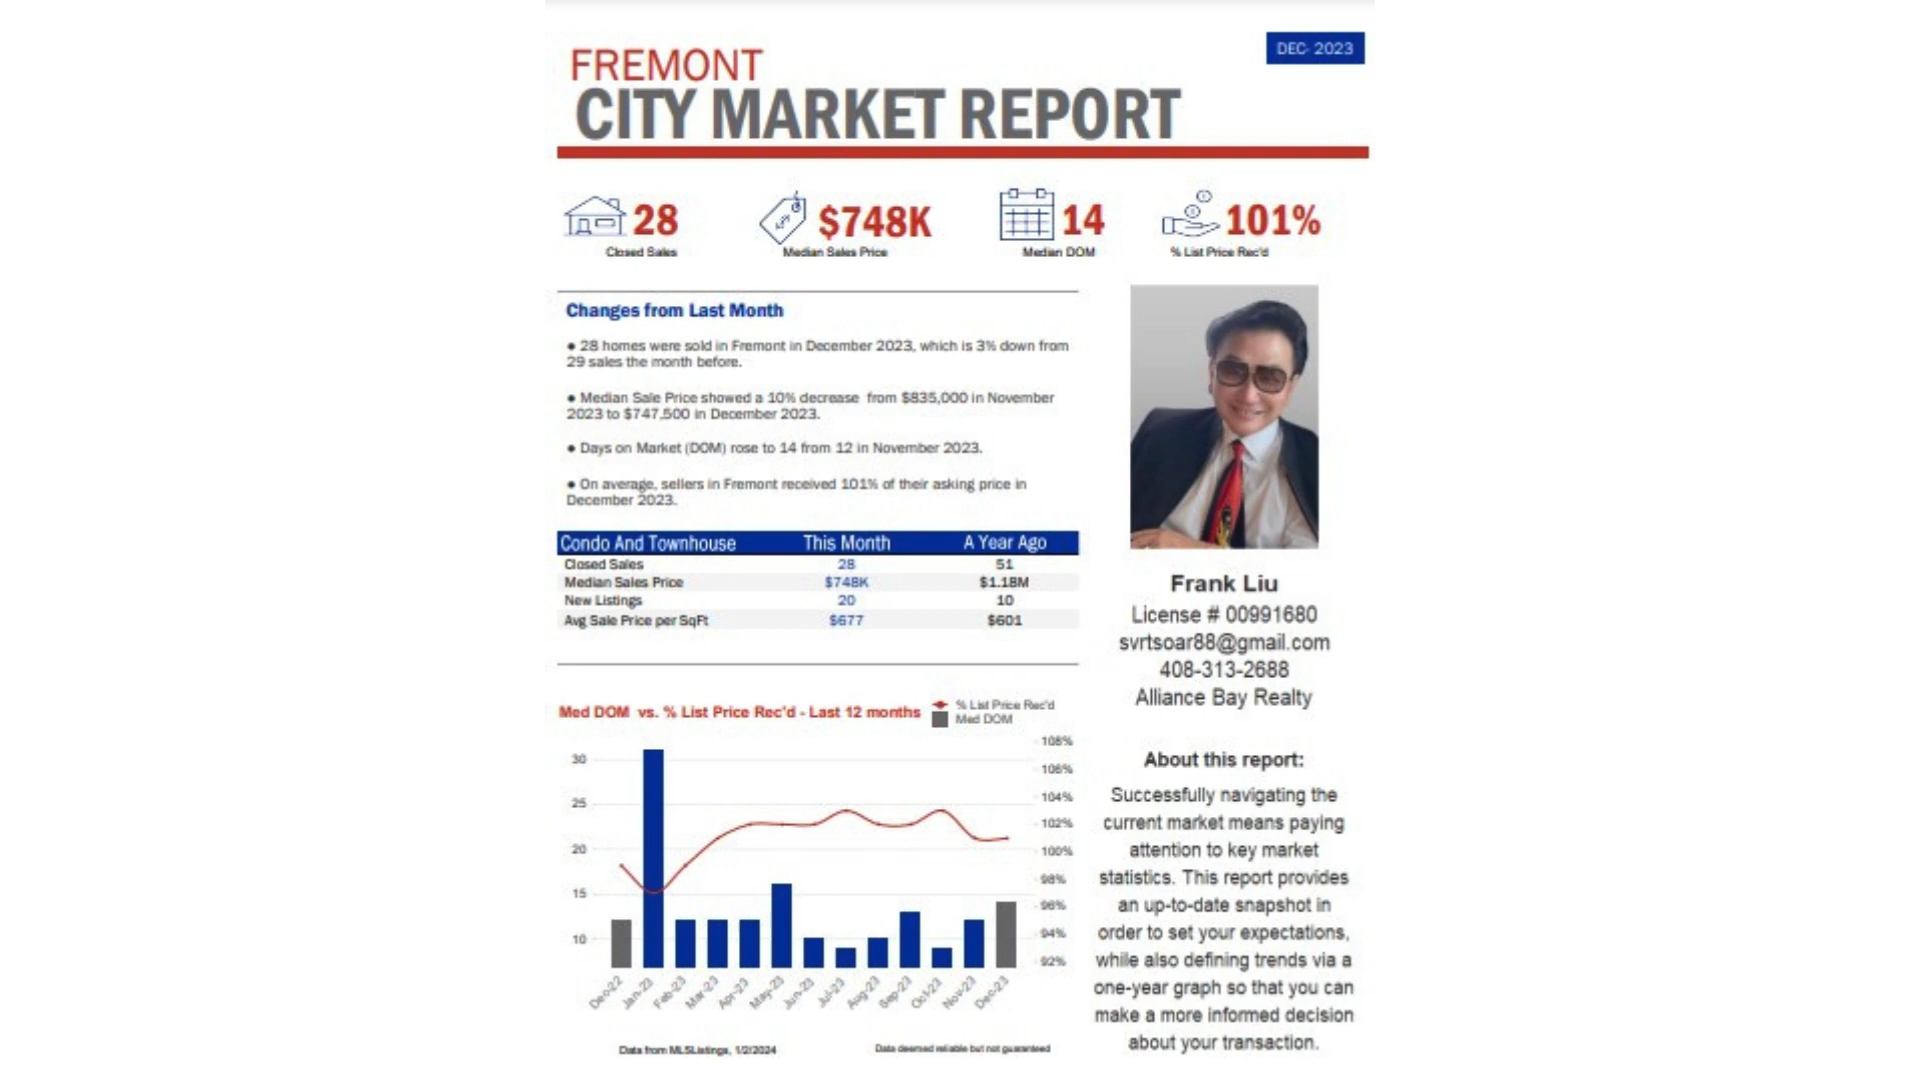 DEC- 2023
FREMONT
CITY MARKET REPORT
28
Closed Sales
$748K
Median Sales Price
14
Median DOM
101%
% List Price Rec'd
Changes from Last Month
● 28 homes were sold in Fremont in December 2023, which is 3% down from
29 sales the month before.
● Median Sale Price showed a 10% decrease from $835,000 in November
2023 to $747,500 in December 2023.
● Days on Market (DOM) rose to 14 from 12 in November 2023.
● On average, sellers in Fremont received 101% of their asking price in
December 2023.
Condo And Townhouse This Month A Year Ago
Closed Sales 28 51
Median Sales Price $748K $1.18M
New Listings 20 10
Avg Sale Price per SqFt $677 $601
Frank Liu
License # 00991680
svrtsoar88@gmail.com
408-313-2688
Alliance Bay Realty
Med DOM vs. % List Price Rec'd - Last 12 months
% List Price Rec'd
Med DOM
30
25
20
15
10
108%
106%
104%
102%
100%
98%
96%
94%
92%
Dec-22 Jan-23 Feb-23 Mar-23 Apr-23 May-23 Jun-23 Jul-23 Aug-23 Sep-23 Oct-23 Nov-23 Dec-23
Data from MLSListings, 1/2/2024
Data deemed reliable but not guaranteed
About this report:
Successfully navigating the
current market means paying
attention to key market
statistics. This report provides
an up-to-date snapshot in
order to set your expectations,
while also defining trends via a
one-year graph so that you can
make a more informed decision
about your transaction.